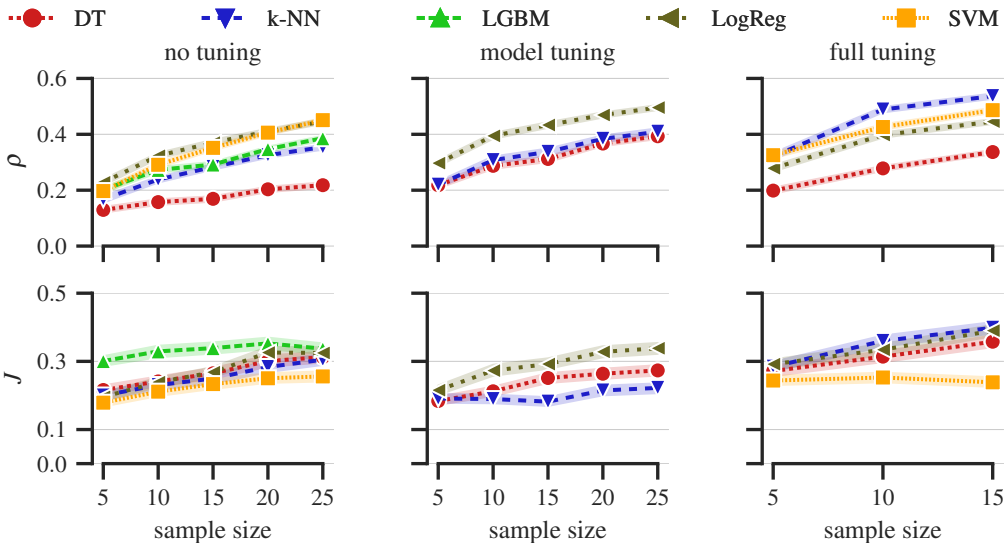 DT k-NN LGBM LogReg SVM
no tuning model tuning full tuning
0.6
0.4
0.2
0.0
ρ
0.5
0.3
0.1
0.0
J
5 10 15 20 25 5 10 15 20 25 5 10 15
sample size sample size sample size